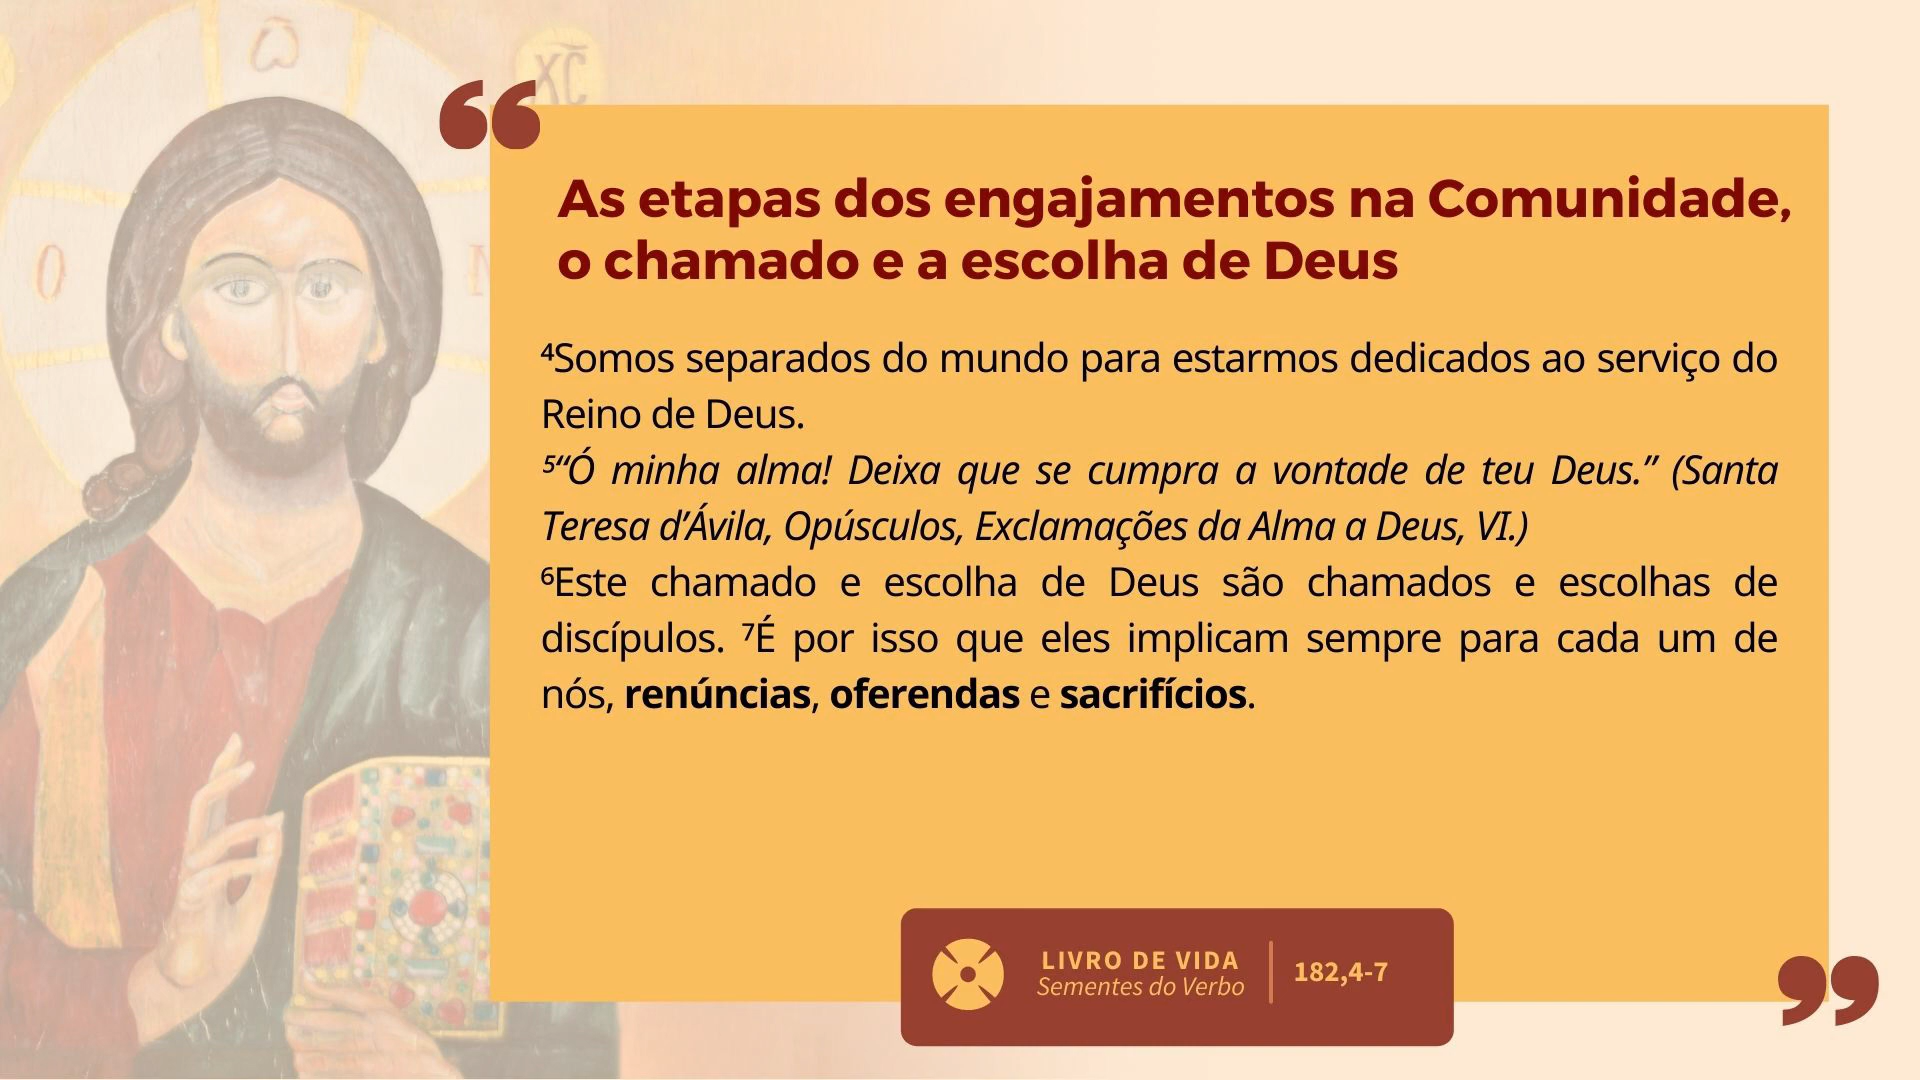 ω
XC
O
N
“
As etapas dos engajamentos na Comunidade,
o chamado e a escolha de Deus
⁴Somos separados do mundo para estarmos dedicados ao serviço do
Reino de Deus.
⁵“Ó minha alma! Deixa que se cumpra a vontade de teu Deus.” (Santa
Teresa d’Ávila, Opúsculos, Exclamações da Alma a Deus, VI.)
⁶Este chamado e escolha de Deus são chamados e escolhas de
discípulos. ⁷É por isso que eles implicam sempre para cada um de
nós, renúncias, oferendas e sacrifícios.
LIVRO DE VIDA
Sementes do Verbo
182,4-7
”